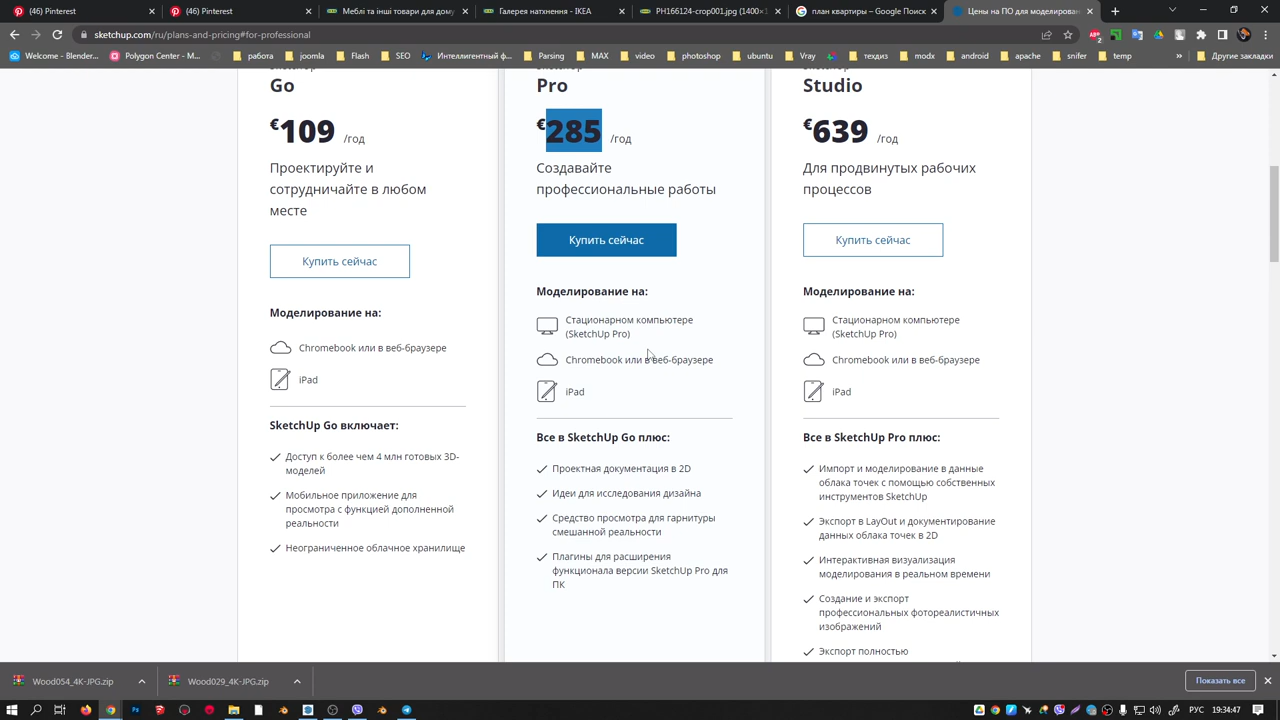 (46) Pinterest
(46) Pinterest
Меблі та інші товари для дому
Галерея натхнення - IKEA
PH166124-crop001.jpg (1400×
план квартиры – Google Поиск
Цены на ПО для моделирован
sketchup.com/ru/plans-and-pricing#for-professional
Welcome - Blender...
Polygon Center - M...
работа
joomla
Flash
SEO
Интеллигентный ф...
Parsing
MAX
video
photoshop
ubuntu
Vray
техдиз
modx
android
apache
snifer
temp
»
Другие закладки
Go
€109 /год
Проектируйте и
сотрудничайте в любом
месте
Купить сейчас
Моделирование на:
Chromebook или в веб-браузере
iPad
SketchUp Go включает:
Доступ к более чем 4 млн готовых 3D-
моделей
Мобильное приложение для
просмотра с функцией дополненной
реальности
Неограниченное облачное хранилище
Pro
€285 /год
Создавайте
профессиональные работы
Купить сейчас
Моделирование на:
Стационарном компьютере
(SketchUp Pro)
Chromebook или в веб-браузере
iPad
Все в SketchUp Go плюс:
Проектная документация в 2D
Идеи для исследования дизайна
Средство просмотра для гарнитуры
смешанной реальности
Плагины для расширения
функционала версии SketchUp Pro для
ПК
Studio
€639 /год
Для продвинутых рабочих
процессов
Купить сейчас
Моделирование на:
Стационарном компьютере
(SketchUp Pro)
Chromebook или в веб-браузере
iPad
Все в SketchUp Pro плюс:
Импорт и моделирование в данные
облака точек с помощью собственных
инструментов SketchUp
Экспорт в LayOut и документирование
данных облака точек в 2D
Интерактивная визуализация
моделирования в реальном времени
Создание и экспорт
профессиональных фотореалистичных
изображений
Экспорт полностью
Wood054_4K-JPG.zip
Wood029_4K-JPG.zip
Показать все
РУС
19:34:47